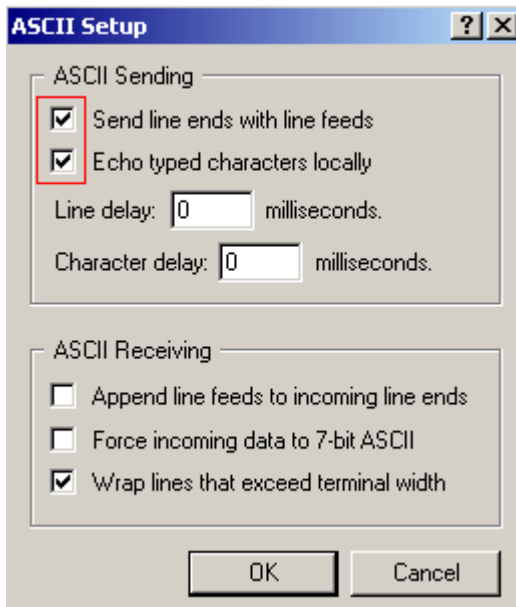 ASCII Setup
ASCII Sending
Send line ends with line feeds
Echo typed characters locally
Line delay: 0 milliseconds.
Character delay: 0 milliseconds.
ASCII Receiving
Append line feeds to incoming line ends
Force incoming data to 7-bit ASCII
Wrap lines that exceed terminal width
OK Cancel